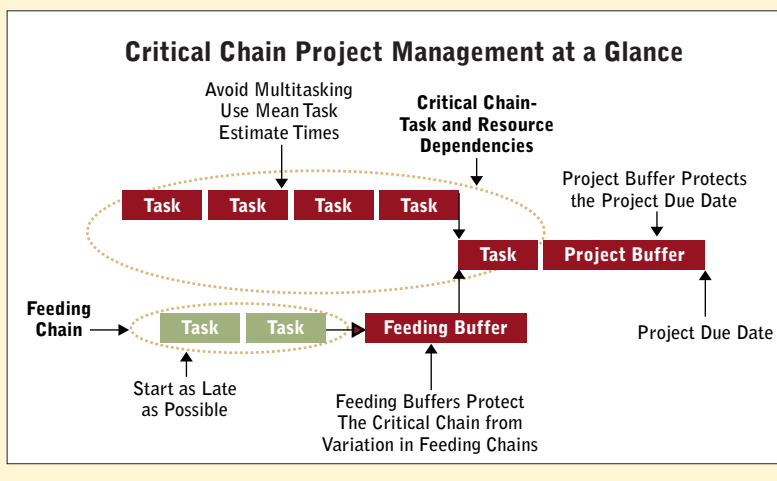 Critical Chain Project Management at a Glance
Avoid Multitasking
Use Mean Task
Estimate Times
Critical Chain-
Task and Resource
Dependencies
Project Buffer Protects
the Project Due Date
Task Task Task Task
Task Project Buffer
Feeding
Chain
Task Task Feeding Buffer
Project Due Date
Start as Late
as Possible
Feeding Buffers Protect
The Critical Chain from
Variation in Feeding Chains